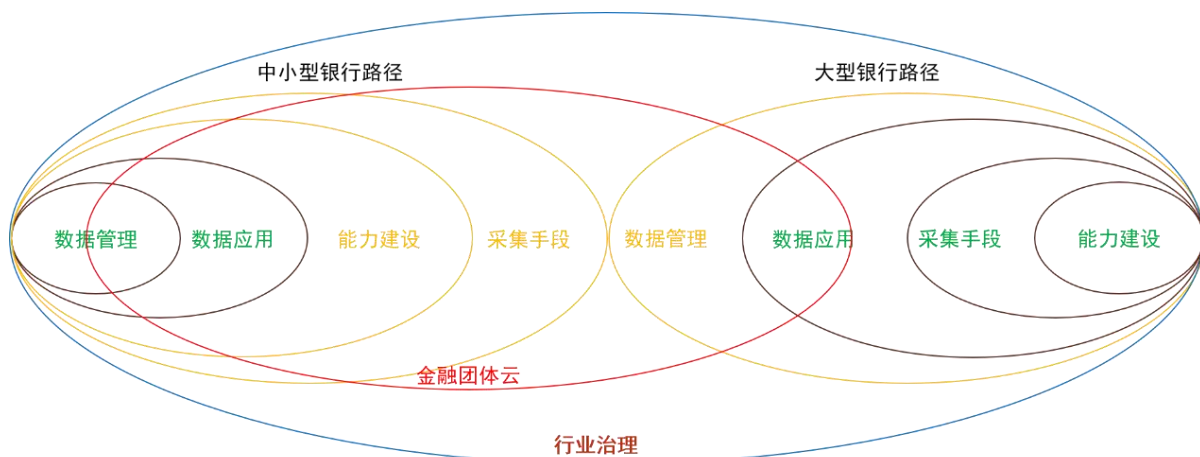 中小型银行路径
大型银行路径
数据管理
数据应用
能力建设
采集手段
数据管理
数据应用
采集手段
能力建设
金融团体云
行业治理